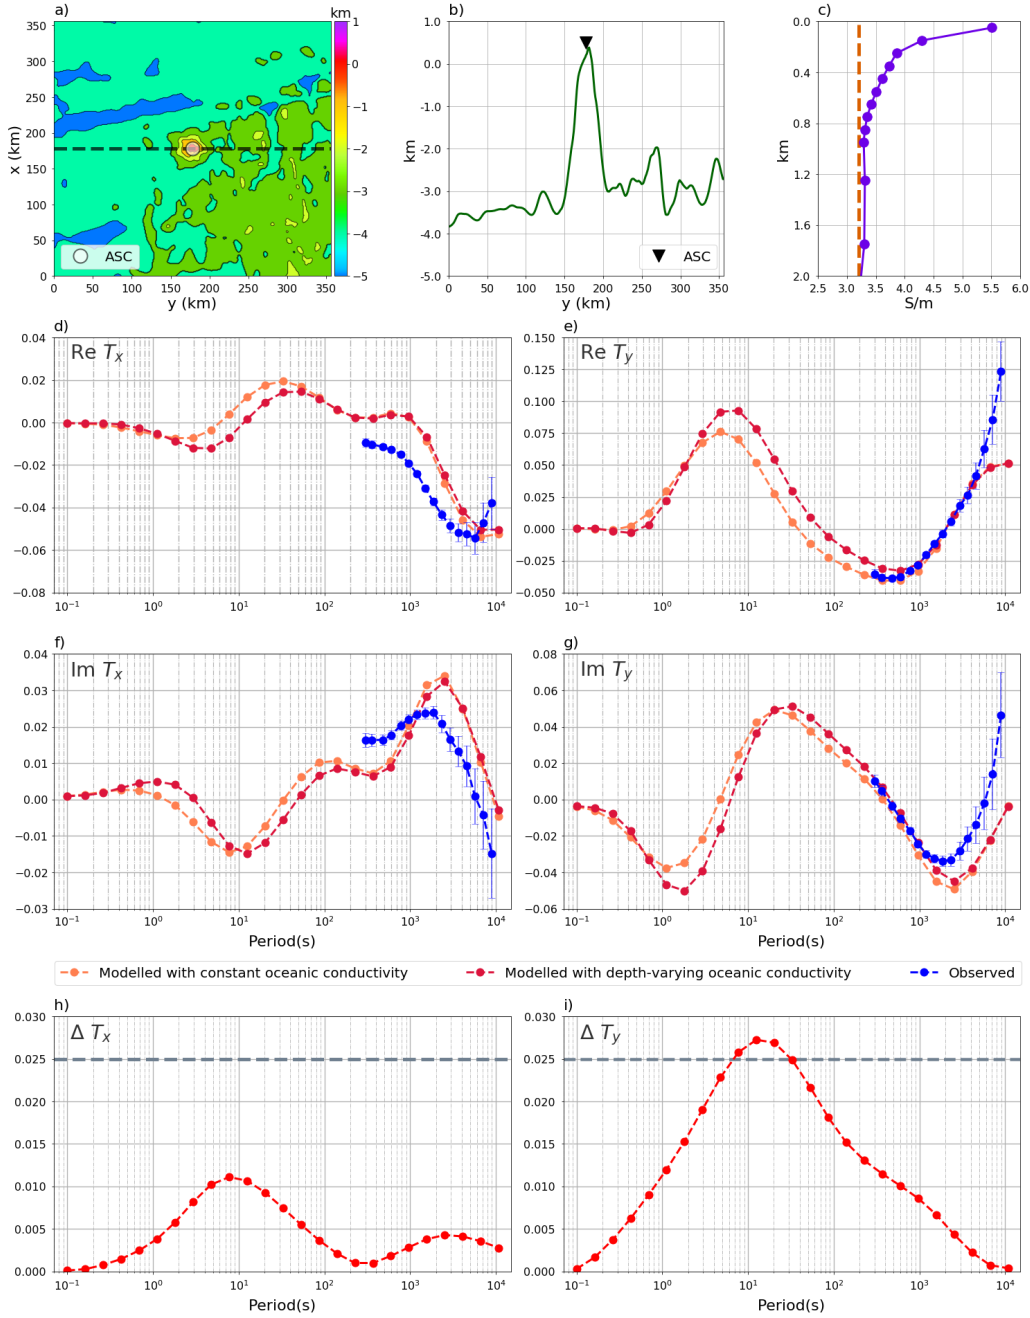 a)
km
350
300
250
200
150
100
50
0
x (km)
0 50 100 150 200 250 300 350
y (km)
ASC
1
0
−1
−2
−3
−4
−5
b)
1.0
0.0
−1.0
−2.0
−3.0
−4.0
−5.0
km
0 50 100 150 200 250 300 350
y (km)
ASC
c)
0.0
0.4
0.8
1.2
1.6
2.0
km
2.5 3.0 3.5 4.0 4.5 5.0 5.5 6.0
S/m
d)
Re Tx
0.04
0.02
0.00
−0.02
−0.04
−0.06
−0.08
10⁻¹ 10⁰ 10¹ 10² 10³ 10⁴
e)
Re Ty
0.150
0.125
0.100
0.075
0.050
0.025
0.000
−0.025
−0.050
10⁻¹ 10⁰ 10¹ 10² 10³ 10⁴
f)
Im Tx
0.04
0.03
0.02
0.01
0.00
−0.01
−0.02
−0.03
10⁻¹ 10⁰ 10¹ 10² 10³ 10⁴
Period(s)
g)
Im Ty
0.08
0.06
0.04
0.02
0.00
−0.02
−0.04
−0.06
10⁻¹ 10⁰ 10¹ 10² 10³ 10⁴
Period(s)
Modelled with constant oceanic conductivity
Modelled with depth-varying oceanic conductivity
Observed
h)
Δ Tx
0.030
0.025
0.020
0.015
0.010
0.005
0.000
10⁻¹ 10⁰ 10¹ 10² 10³ 10⁴
Period(s)
i)
Δ Ty
0.030
0.025
0.020
0.015
0.010
0.005
0.000
10⁻¹ 10⁰ 10¹ 10² 10³ 10⁴
Period(s)